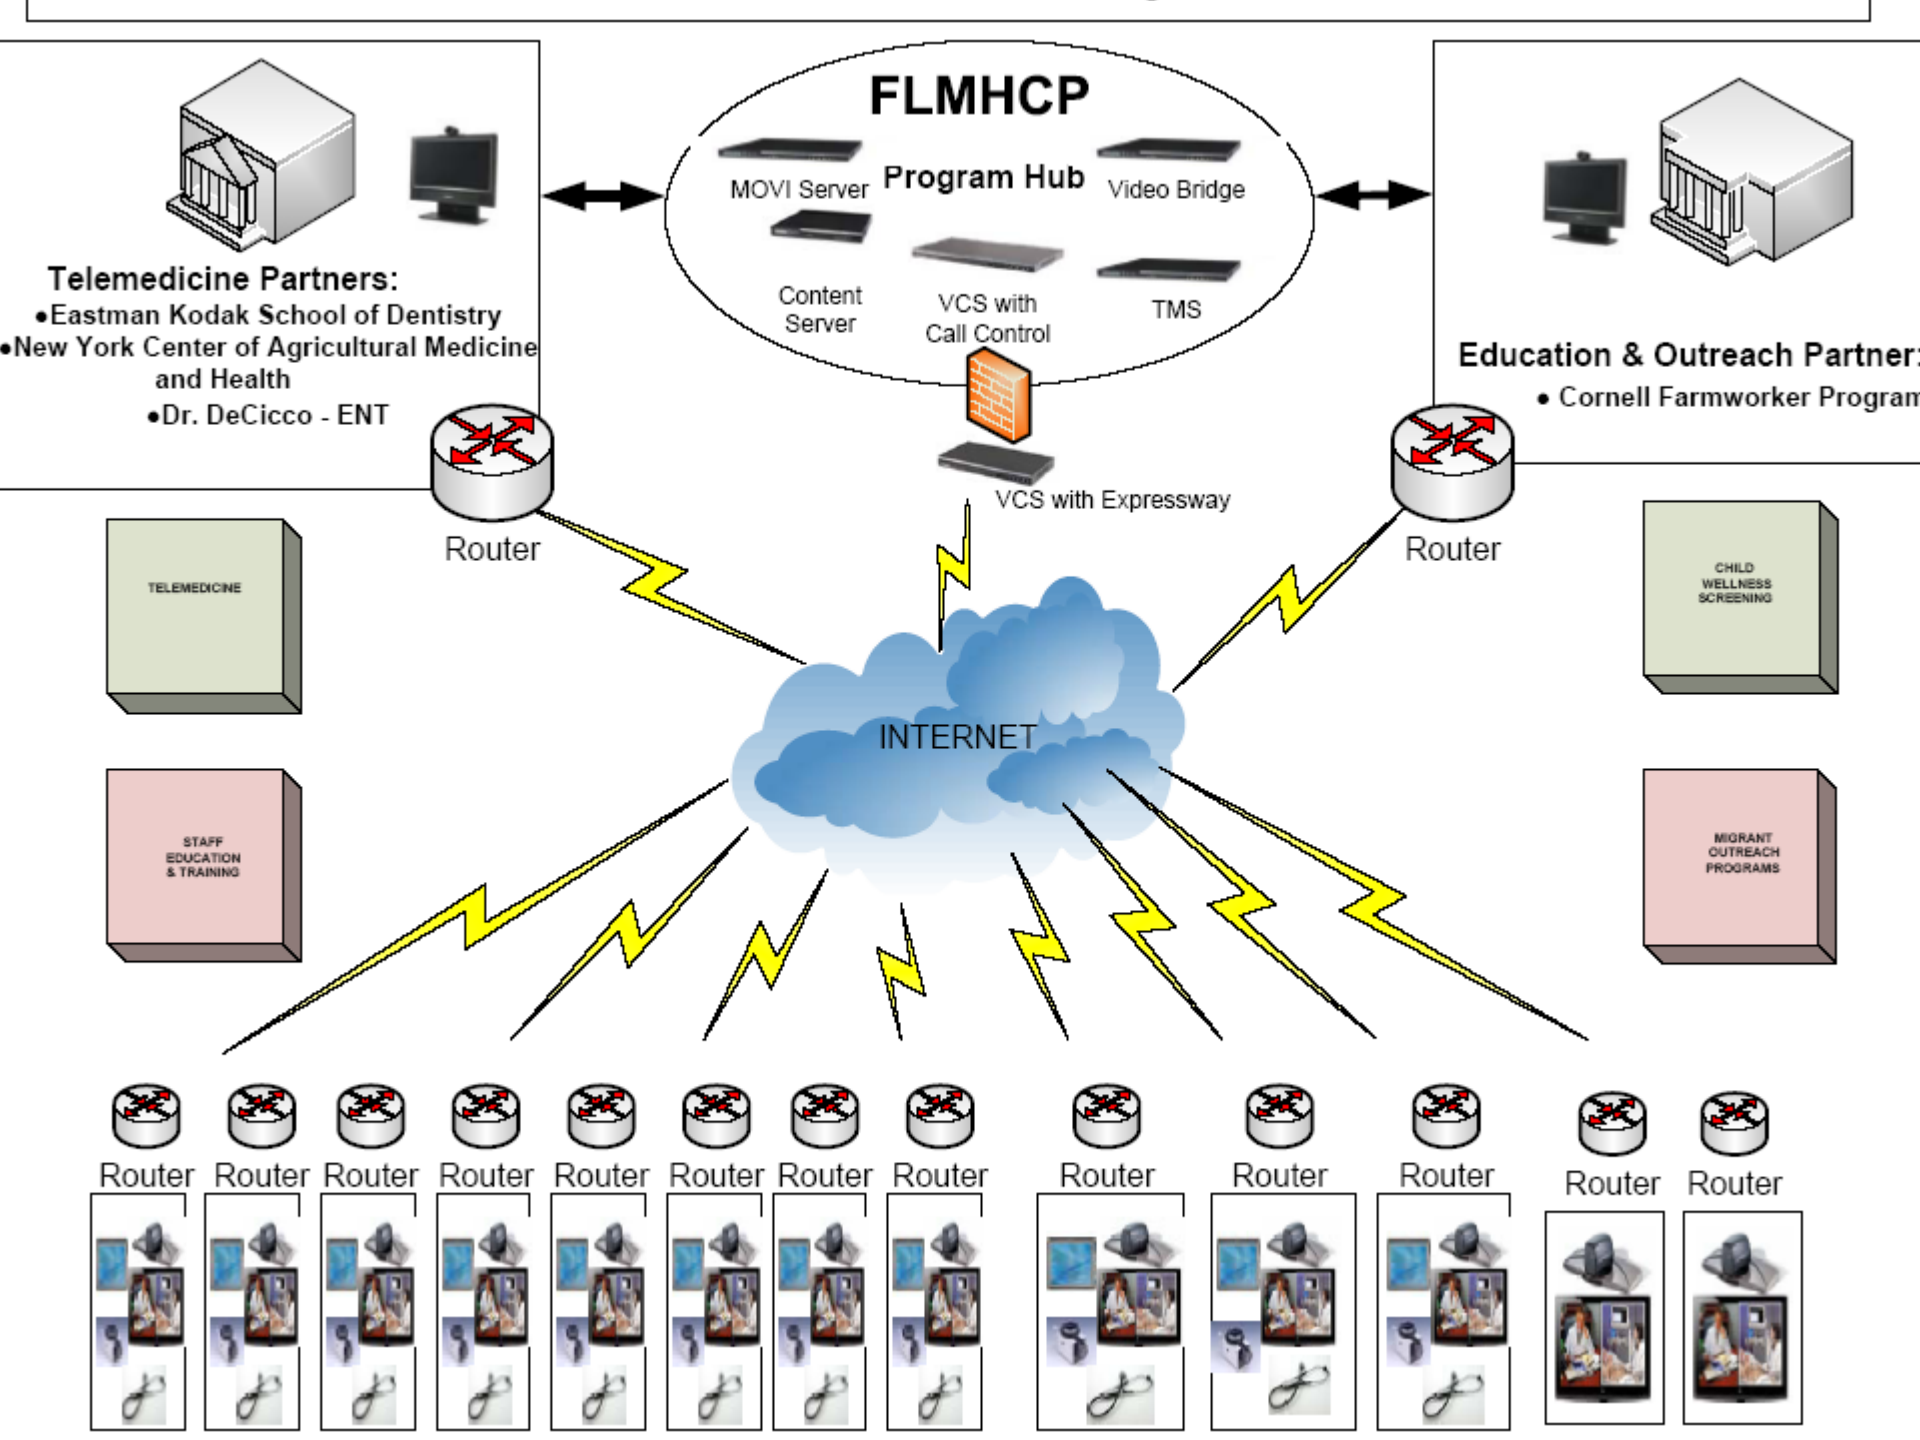 FLMHCP
Program Hub
MOVI Server
Video Bridge
Content
Server
VCS with
Call Control
TMS
VCS with Expressway
Telemedicine Partners:
●Eastman Kodak School of Dentistry
●New York Center of Agricultural Medicine
and Health
●Dr. DeCicco - ENT
Education & Outreach Partner:
● Cornell Farmworker Program
Router
Router
TELEMEDICINE
CHILD
WELLNESS
SCREENING
INTERNET
STAFF
EDUCATION
& TRAINING
MIGRANT
OUTREACH
PROGRAMS
Router
Router
Router
Router
Router
Router
Router
Router
Router
Router
Router
Router
Router